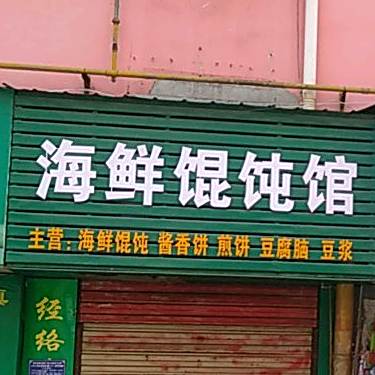 海鲜馄饨馆
主营：海鲜馄饨 酱香饼 煎饼 豆腐脑 豆浆
经络